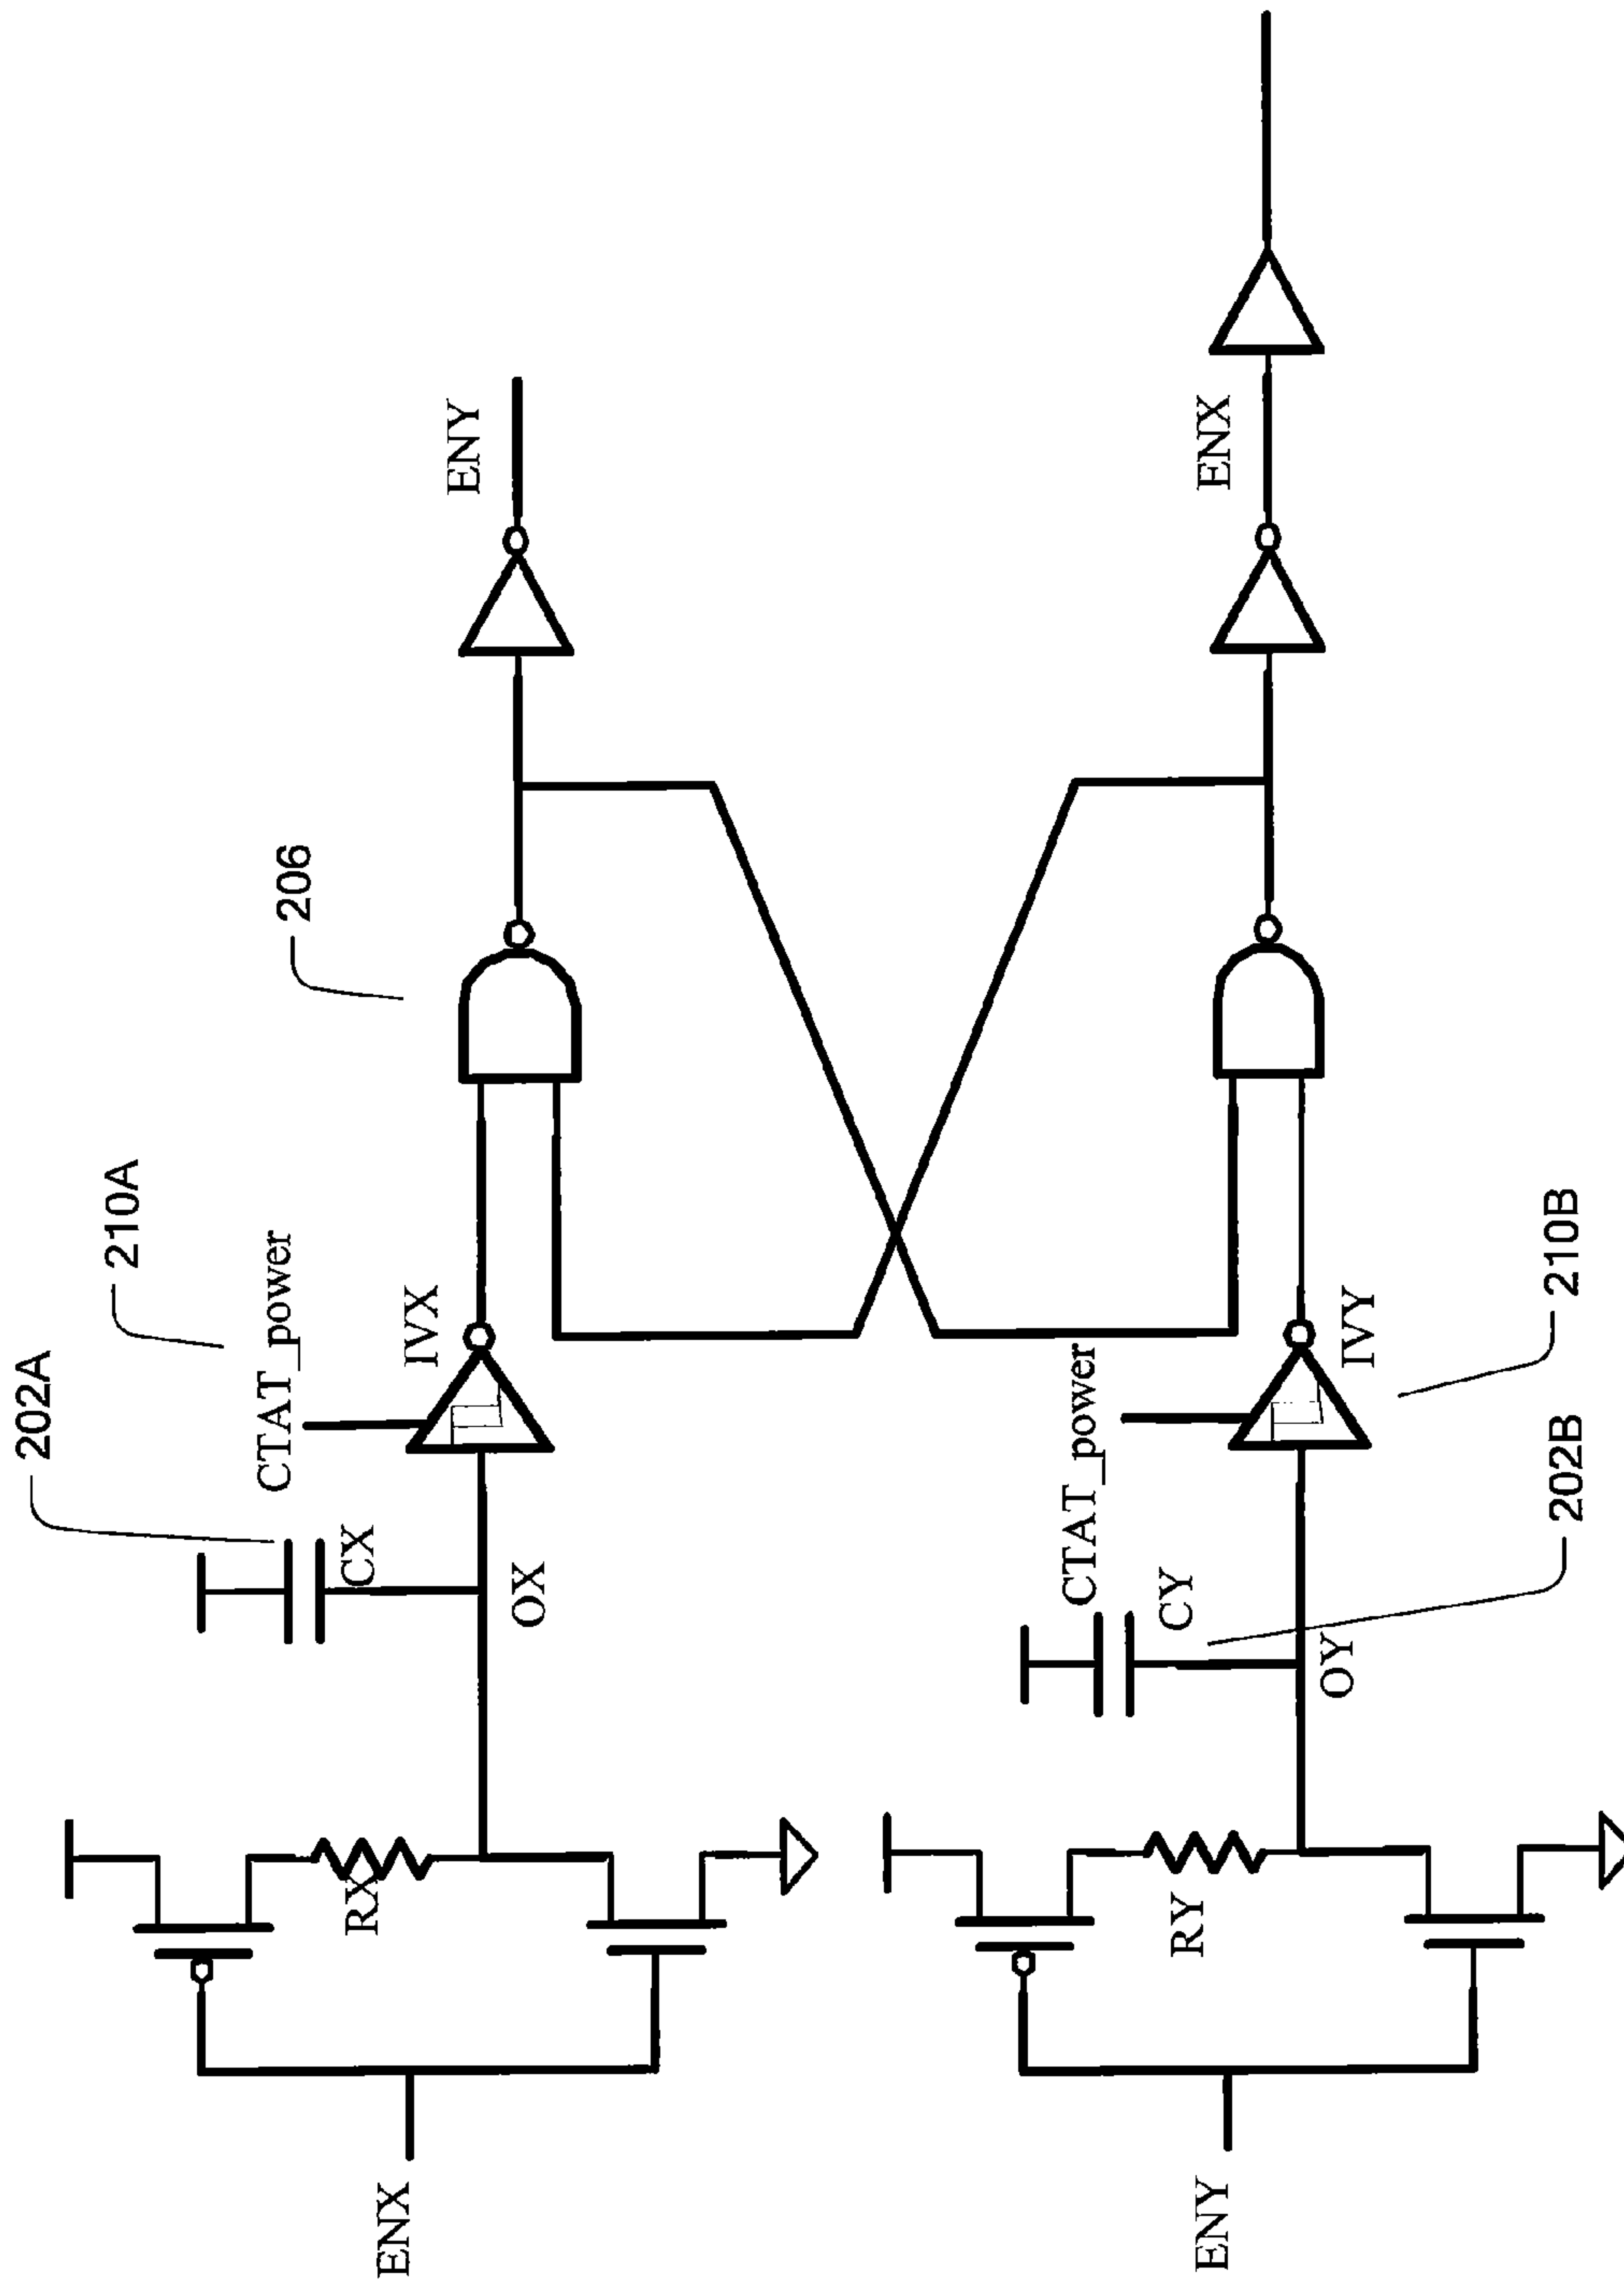 202A
210A
CTAT_power
206
CX
IVX
ENY
RX
OX
ENX
CTAT_power
CY
ENX
RY
OY
IVY
ENY
202B
210B